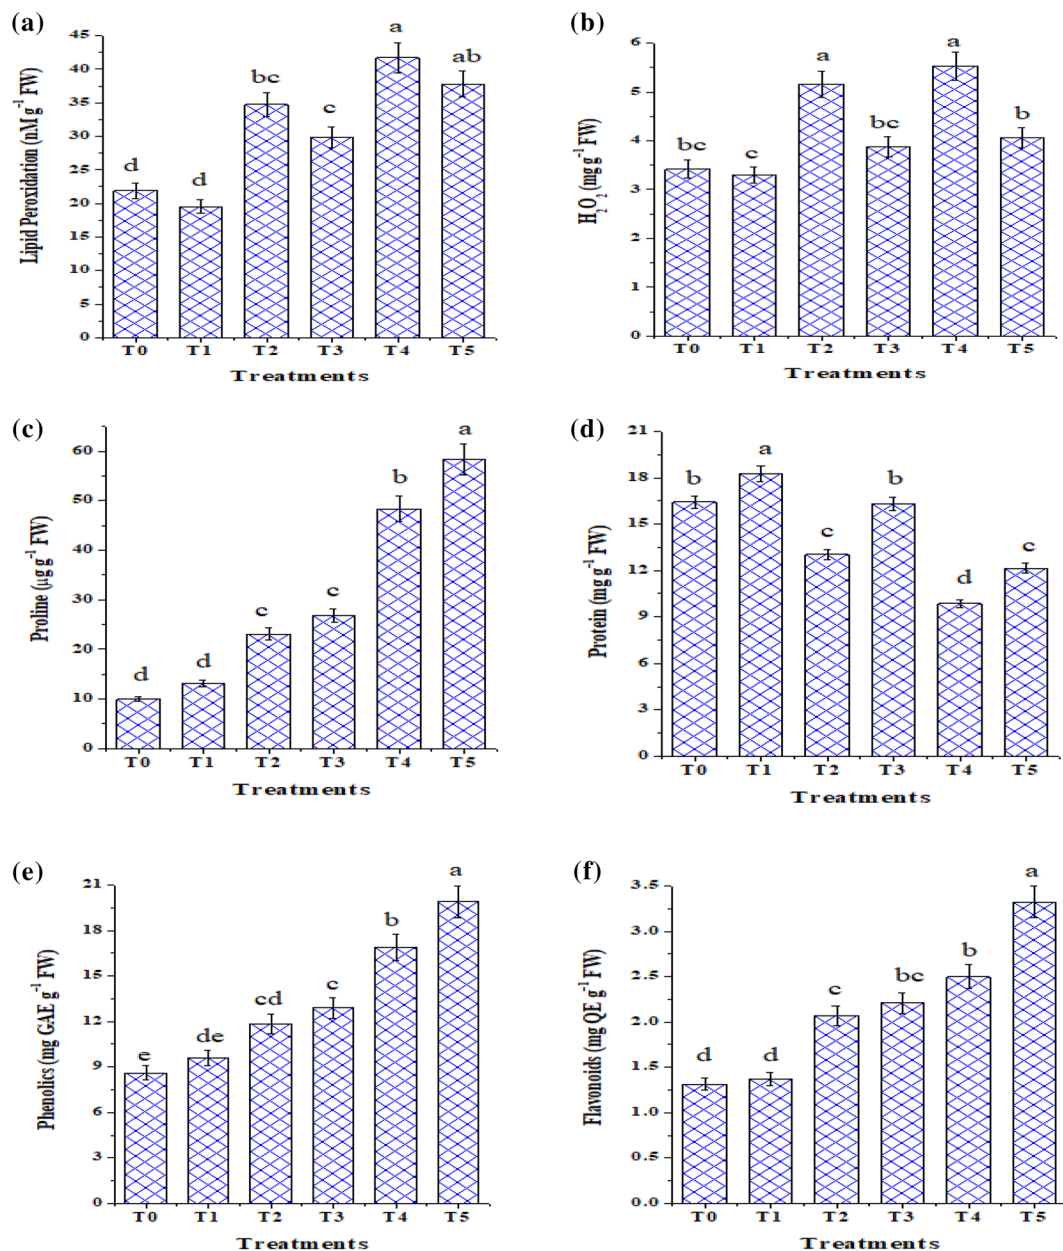 (a)
Lipid Peroxidation (nM g⁻¹ FW)
45
40
35
30
25
20
15
10
5
0
d
d
bc
c
a
ab
T0 T1 T2 T3 T4 T5
Treatments
(b)
H₂O₂ (mg g⁻¹ FW)
6
5
4
3
2
1
0
bc
c
a
bc
a
b
T0 T1 T2 T3 T4 T5
Treatments
(c)
Proline (µg g⁻¹ FW)
60
50
40
30
20
10
0
d
d
c
c
b
a
T0 T1 T2 T3 T4 T5
Treatments
(d)
Protein (mg g⁻¹ FW)
21
18
15
12
9
6
3
0
b
a
c
b
d
c
T0 T1 T2 T3 T4 T5
Treatments
(e)
Phenolics (mg GAE g⁻¹ FW)
21
18
15
12
9
6
3
0
e
de
cd
c
b
a
T0 T1 T2 T3 T4 T5
Treatments
(f)
Flavonoids (mg QE g⁻¹ FW)
3.5
3.0
2.5
2.0
1.5
1.0
0.5
0.0
d
d
c
bc
b
a
T0 T1 T2 T3 T4 T5
Treatments